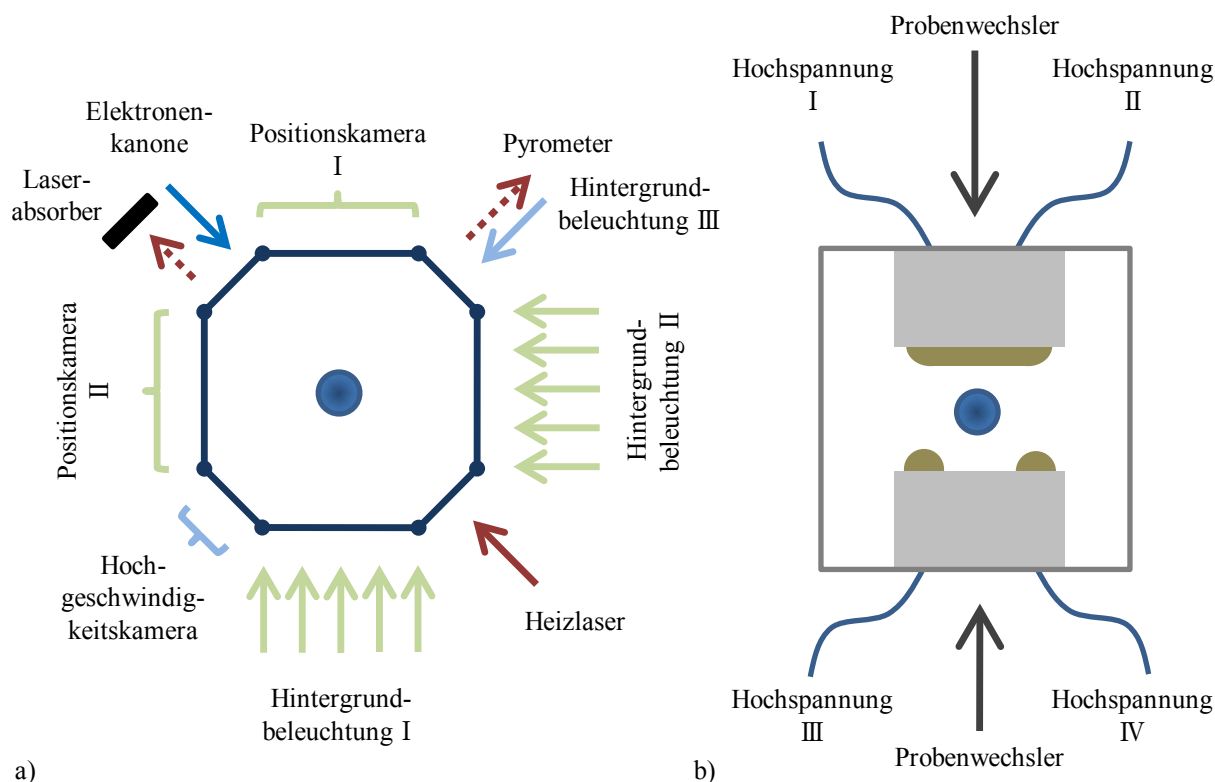 Elektronen-
kanone
Laser-
absorber
Positionskamera
I
Pyrometer
Hintergrund-
beleuchtung III
Positionskamera
II
Hintergrund-
beleuchtung II
Hoch-
geschwindig-
keitskamera
Heizlaser
Hintergrund-
beleuchtung I
a)
Probenwechsler
Hochspannung
I
Hochspannung
II
Hochspannung
III
Hochspannung
IV
Probenwechsler
b)